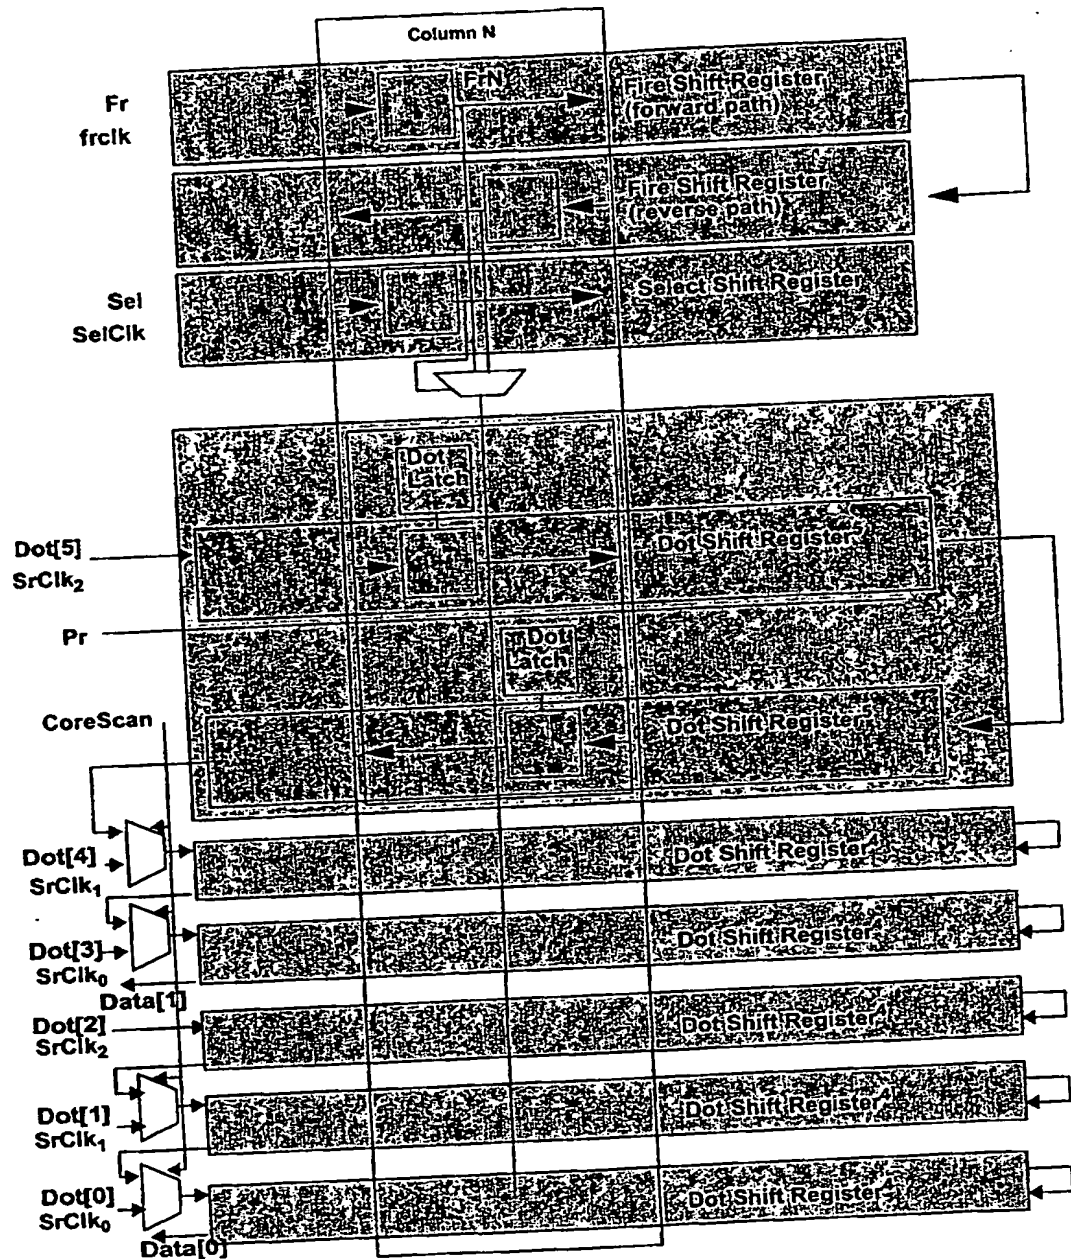 Column N
Fr
frclk
FrN
Fire Shift Register
(forward path)
Fire Shift Register
(reverse path)
Sel
SelClk
Select Shift Register
Dot
Latch
Dot[5]
SrClk2
Dot Shift Register
Pr
Dot
Latch
CoreScan
Dot Shift Register
Dot[4]
SrClk1
Dot Shift Register
Dot[3]
SrClk0
Dot Shift Register
Data[1]
Dot[2]
SrClk2
Dot Shift Register
Dot[1]
SrClk1
Dot Shift Register
Dot[0]
SrClk0
Dot Shift Register
Data[0]